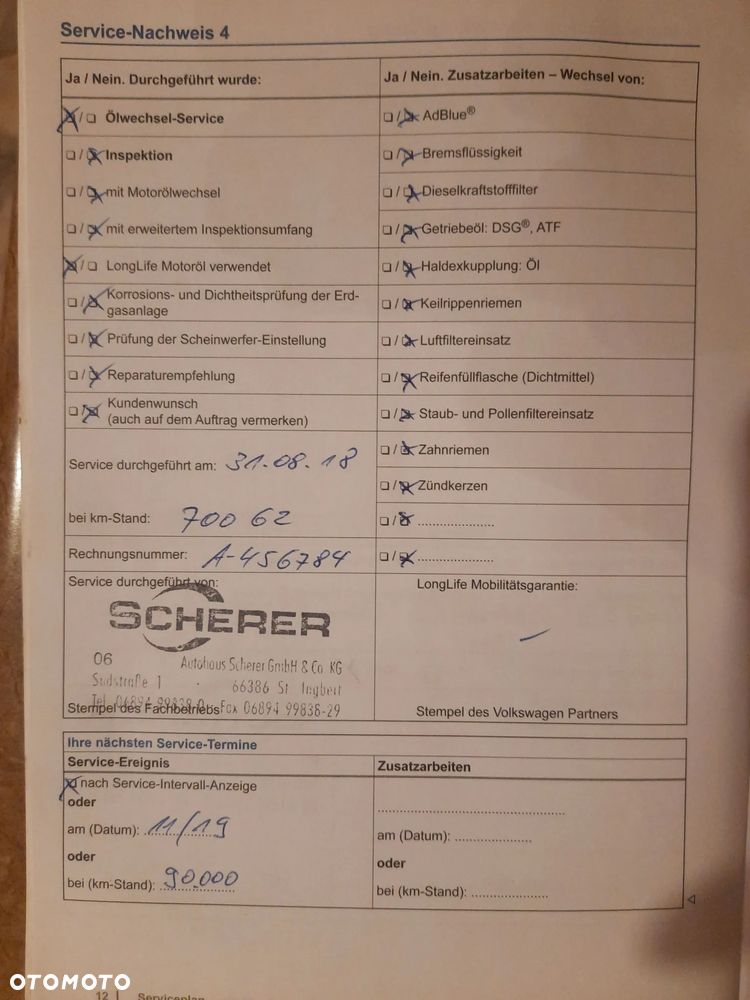 Service-Nachweis 4
Ja / Nein. Durchgeführt wurde:
Ja / Nein. Zusatzarbeiten – Wechsel von:
Ölwechsel-Service
Inspektion
mit Motorölwechsel
mit erweitertem Inspektionsumfang
LongLife Motoröl verwendet
Korrosions- und Dichtheitsprüfung der Erd-
gasanlage
Prüfung der Scheinwerfer-Einstellung
Reparaturempfehlung
Kundenwunsch
(auch auf dem Auftrag vermerken)
AdBlue®
Bremsflüssigkeit
Dieselkraftstofffilter
Getriebeöl: DSG®, ATF
Haldexkupplung: Öl
Keilrippenriemen
Luftfiltereinsatz
Reifenfüllflasche (Dichtmittel)
Staub- und Pollenfiltereinsatz
Zahnriemen
Zündkerzen
Service durchgeführt am: 31.08.18
bei km-Stand: 70062
Rechnungsnummer: A-456784
Service durchgeführt von:
SCHERER
06 Autohaus Scherer GmbH & Co. KG
Südstraße 1 66386 St. Ingbert
Tel. 06894 99838-0 Fax 06894 99838-29
Stempel des Fachbetriebs
LongLife Mobilitätsgarantie:
Stempel des Volkswagen Partners
Ihre nächsten Service-Termine
Service-Ereignis
nach Service-Intervall-Anzeige
oder
am (Datum): 11/19
oder
bei (km-Stand): 90.000
Zusatzarbeiten
am (Datum):
oder
bei (km-Stand):
OTOMOTO
12 | Serviceplan